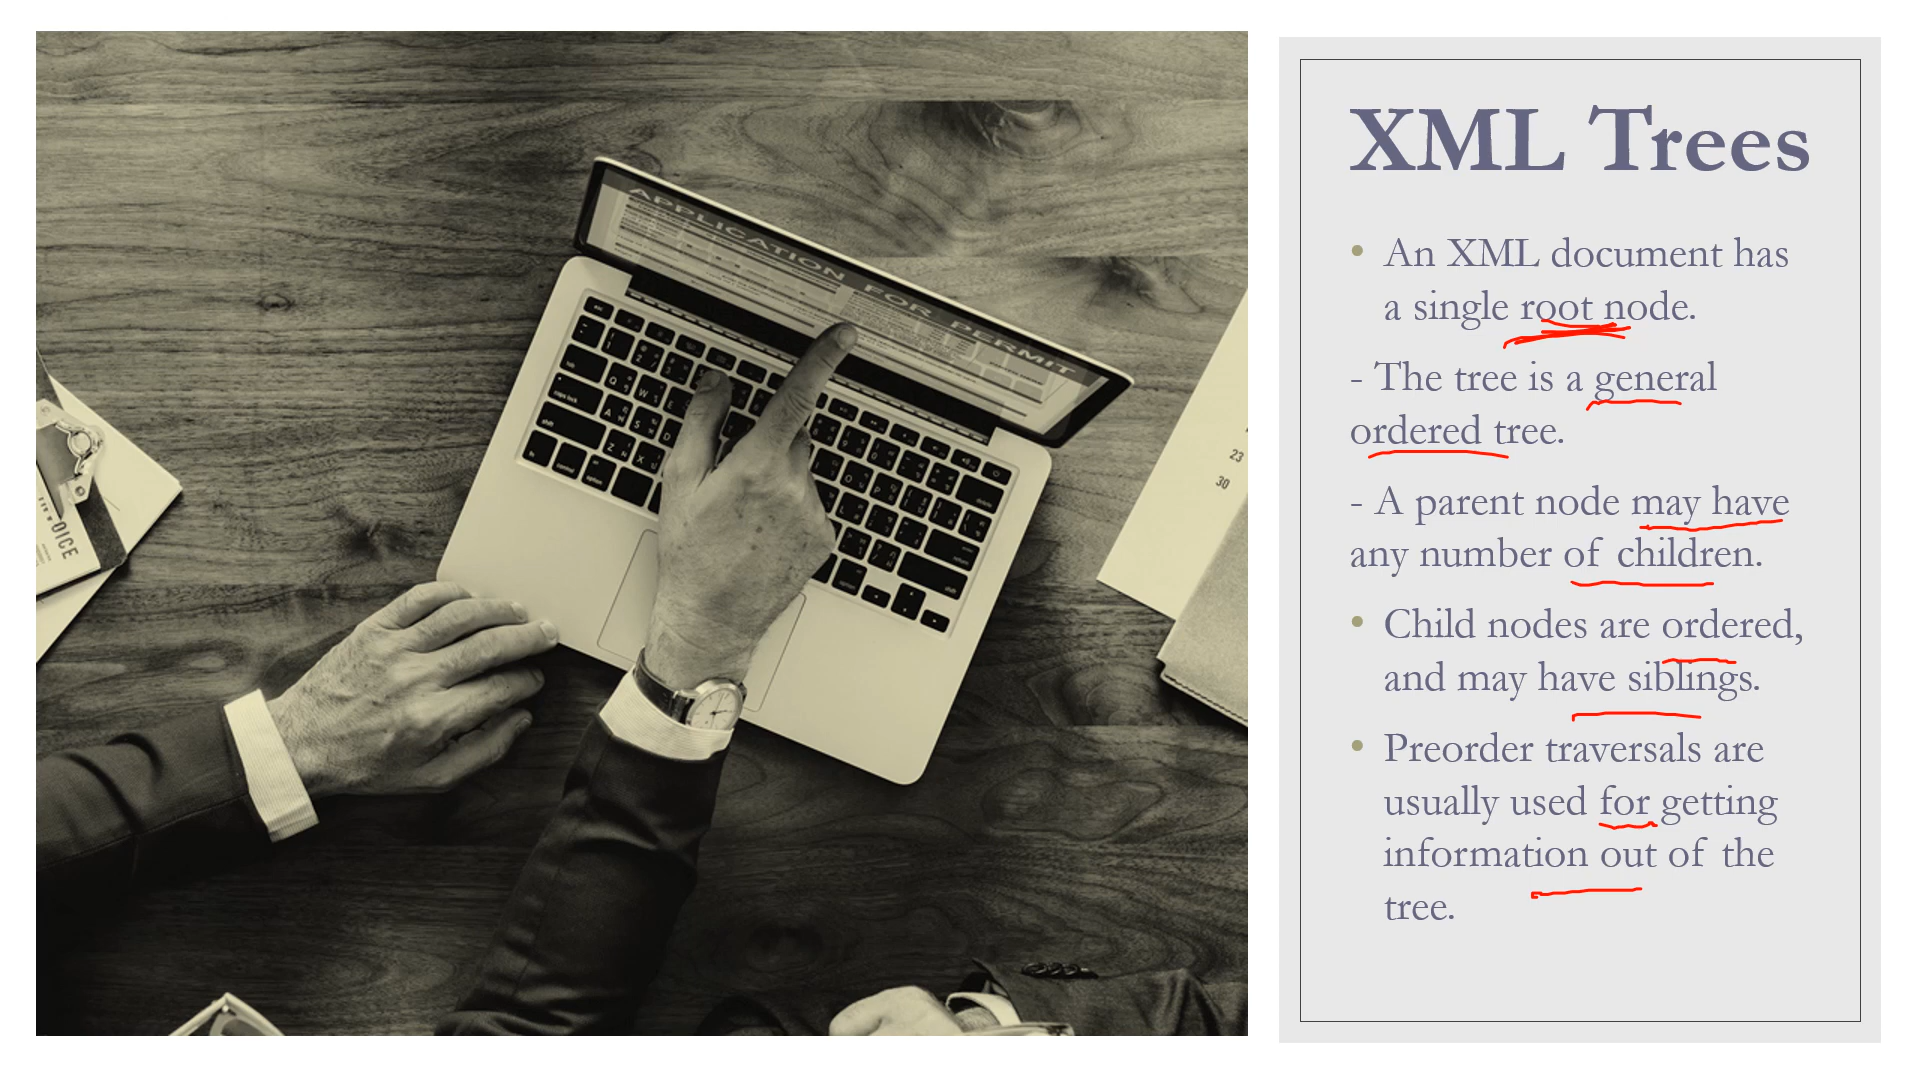 XML Trees
• An XML document has
a single root node.
- The tree is a general
ordered tree.
- A parent node may have
any number of children.
• Child nodes are ordered,
and may have siblings.
• Preorder traversals are
usually used for getting
information out of the
tree.
APPLICATION FOR PERMIT
23
30